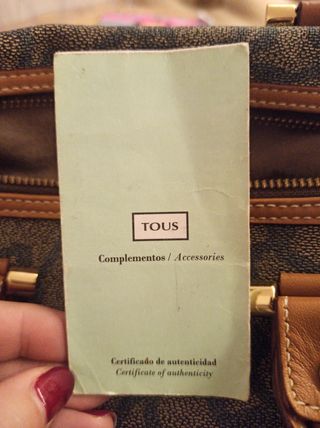 TOUS
Complementos / Accessories
Certificado de autenticidad
Certificate of authenticity